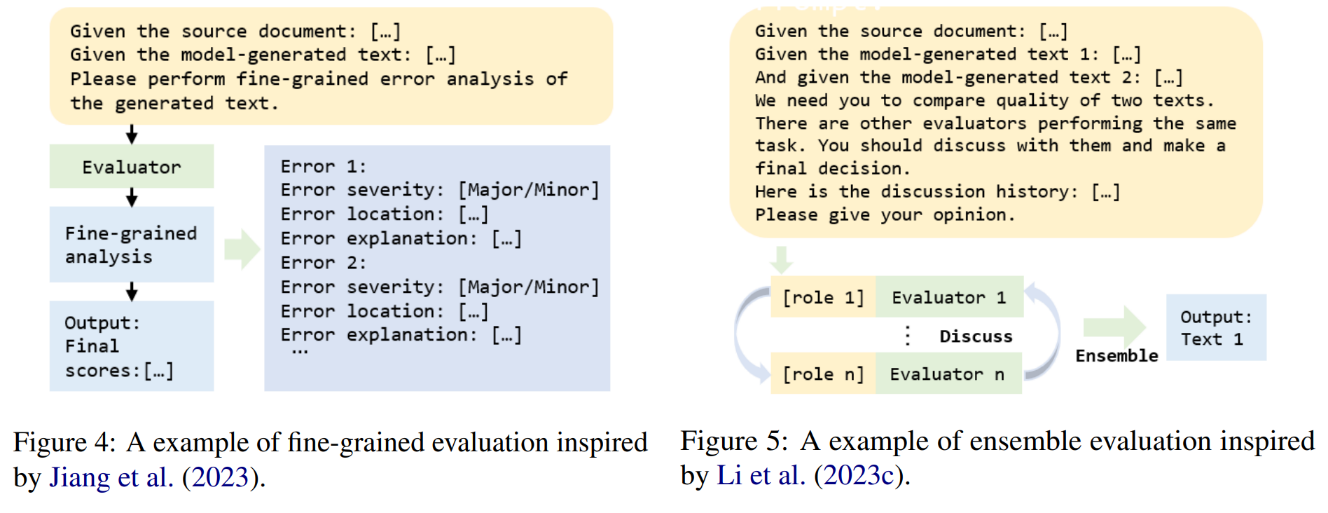 Given the source document: […]
Given the model-generated text: […]
Please perform fine-grained error analysis of
the generated text.
Evaluator
Fine-grained
analysis
Output:
Final
scores:[…]
Error 1:
Error severity: [Major/Minor]
Error location: […]
Error explanation: […]
Error 2:
Error severity: [Major/Minor]
Error location: […]
Error explanation: […]
…
Figure 4: A example of fine-grained evaluation inspired
by Jiang et al. (2023).
Given the source document: […]
Given the model-generated text 1: […]
And given the model-generated text 2: […]
We need you to compare quality of two texts.
There are other evaluators performing the same
task. You should discuss with them and make a
final decision.
Here is the discussion history: […]
Please give your opinion.
[role 1] Evaluator 1
⋮ Discuss
[role n] Evaluator n
Ensemble
Output:
Text 1
Figure 5: A example of ensemble evaluation inspired
by Li et al. (2023c).